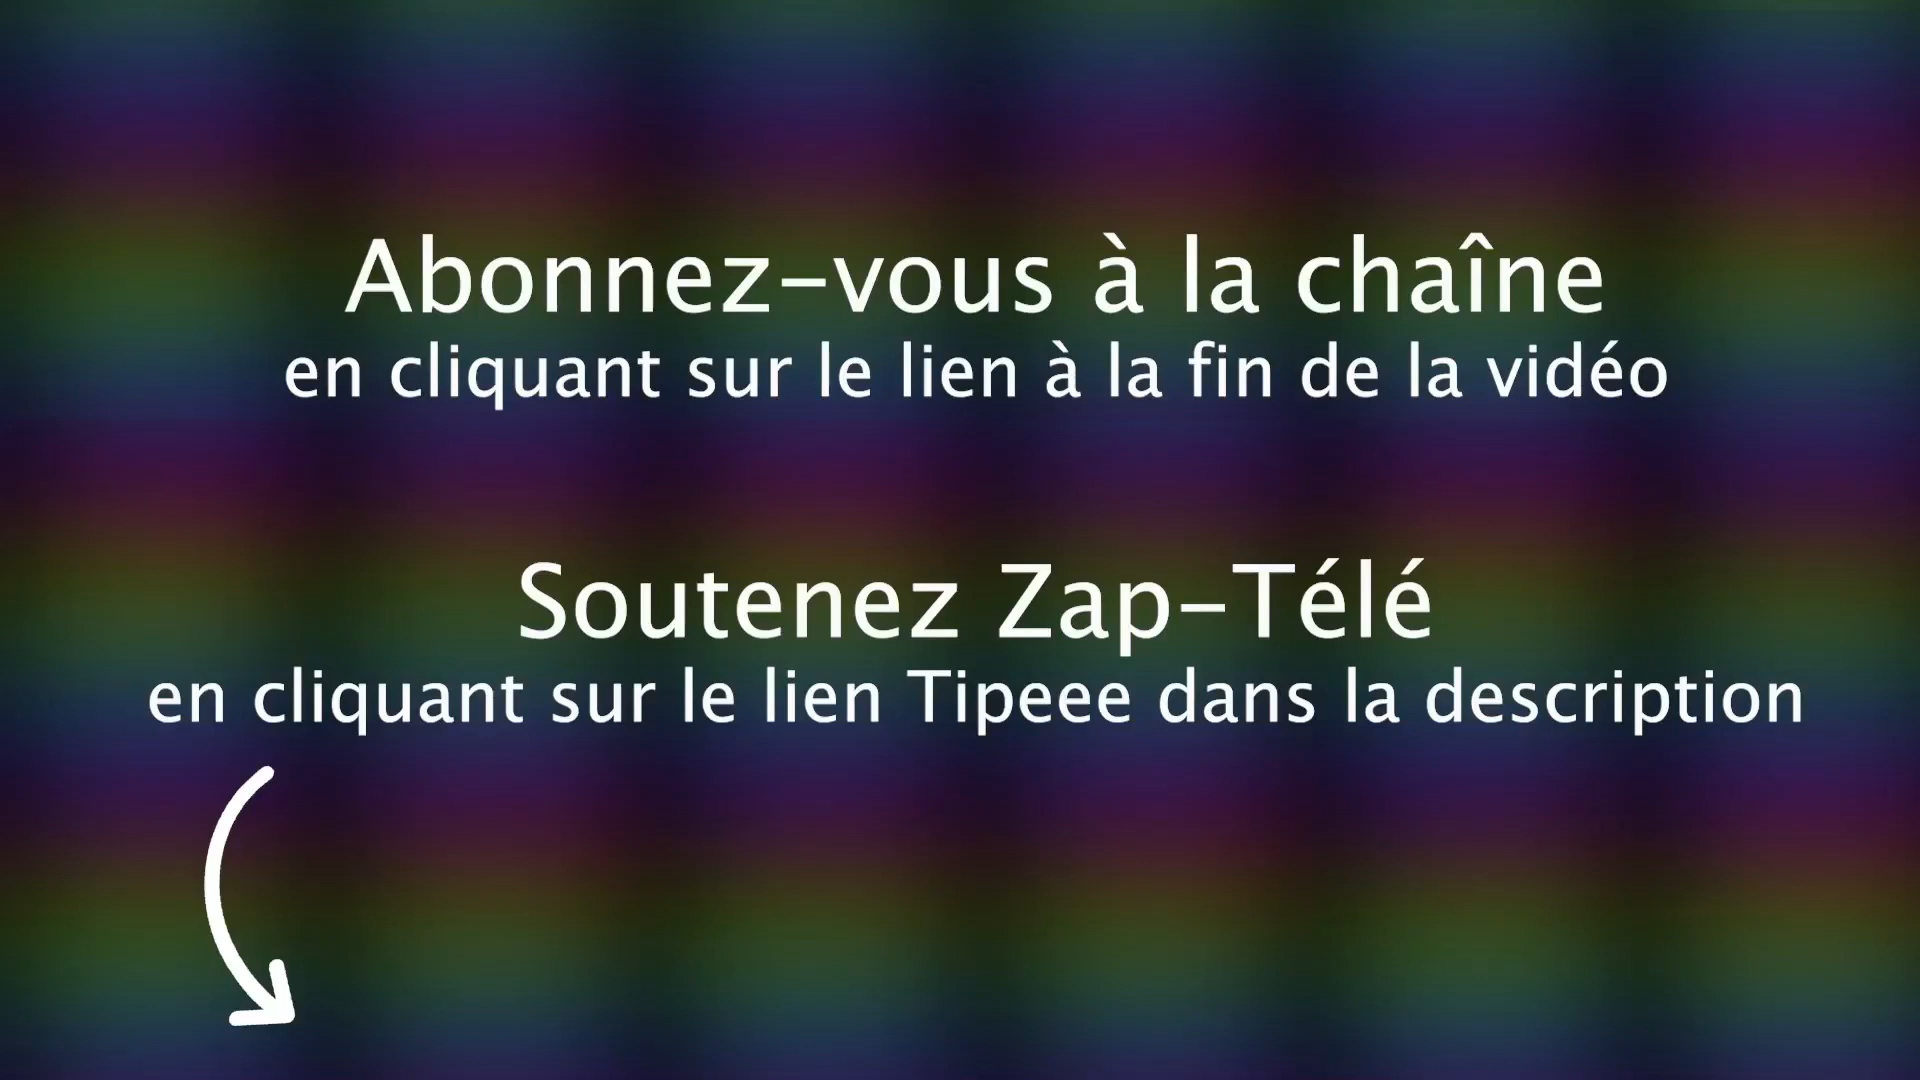 Abonnez-vous à la chaîne
en cliquant sur le lien à la fin de la vidéo
Soutenez Zap-Télé
en cliquant sur le lien Tipeee dans la description